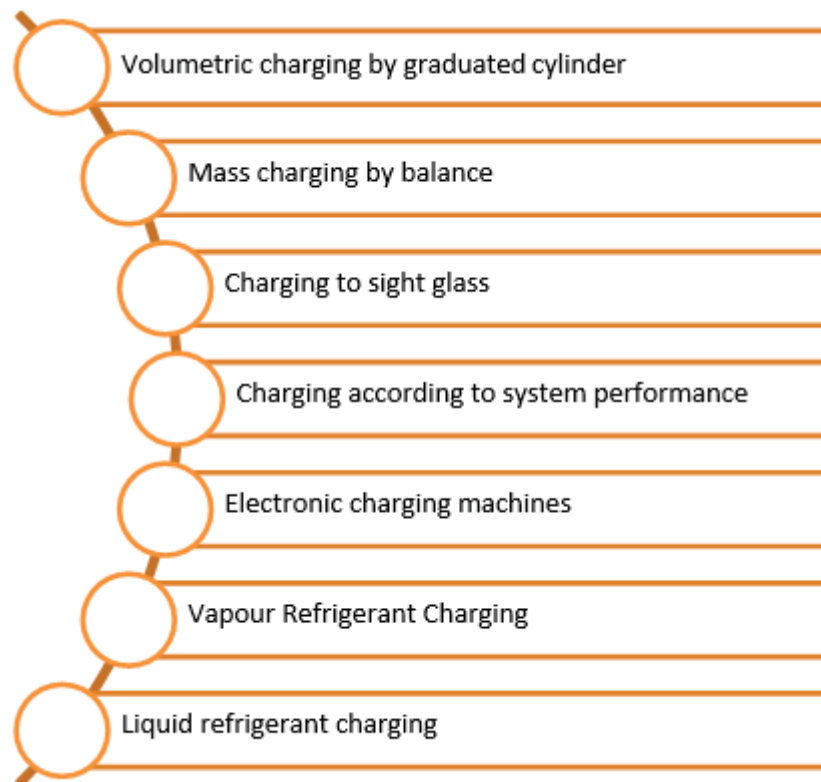 Volumetric charging by graduated cylinder
Mass charging by balance
Charging to sight glass
Charging according to system performance
Electronic charging machines
Vapour Refrigerant Charging
Liquid refrigerant charging